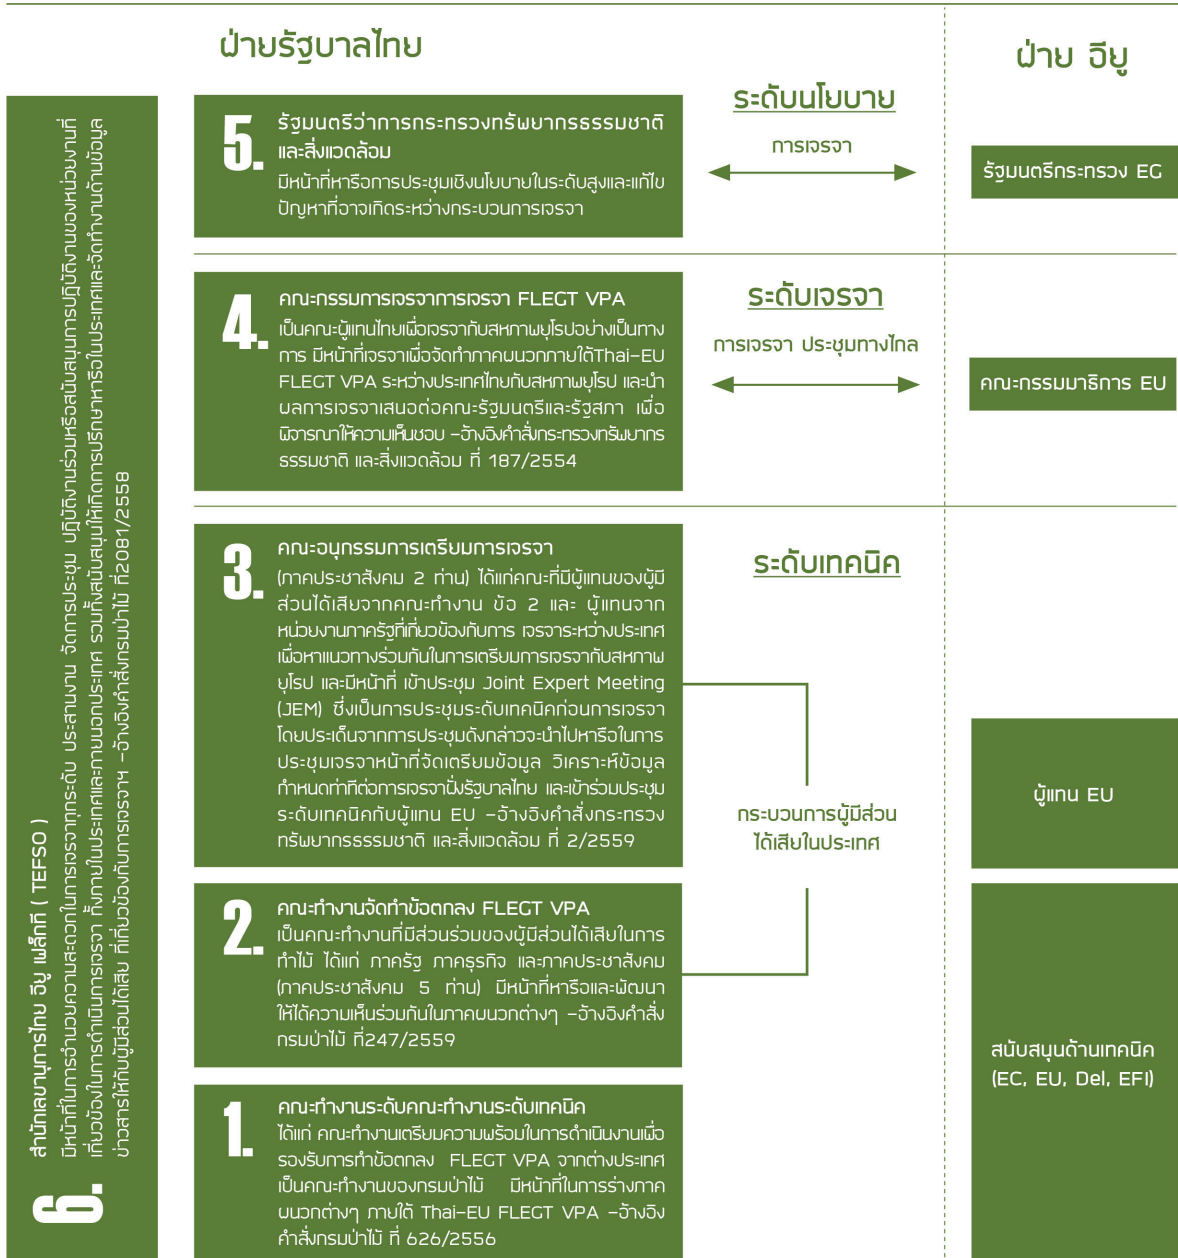 ฝ่ายรัฐบาลไทย
ฝ่าย อียู
5.
รัฐมนตรีว่าการกระทรวงทรัพยากรธรรมชาติ
และสิ่งแวดล้อม
มีหน้าที่หารือการประชุมเชิงนโยบายในระดับสูงและแก้ไข
ปัญหาที่อาจเกิดระหว่างกระบวนการเจรจา
ระดับนโยบาย
การเจรจา
รัฐมนตรีกระทรวง EG
4.
คณะกรรมการเจรจาการเจรจา FLEGT VPA
เป็นคณะผู้แทนไทยเพื่อเจรจากับสหภาพยุโรปอย่างเป็นทาง
การ มีหน้าที่เจรจาเพื่อจัดทำภาคผนวกภายใต้Thai-EU
FLEGT VPA ระหว่างประเทศไทยกับสหภาพยุโรป และนำ
ผลการเจรจาเสนอต่อคณะรัฐมนตรีและรัฐสภา เพื่อ
พิจารณาให้ความเห็นชอบ -อ้างอิงคำสั่งกระทรวงทรัพยากร
ธรรมชาติ และสิ่งแวดล้อม ที่ 187/2554
ระดับเจรจา
การเจรจา ประชุมทางไกล
คณะกรรมมาธิการ EU
3.
คณะอนุกรรมการเตรียมการเจรจา
(ภาคประชาสังคม 2 ท่าน) ได้แก่คณะที่มีผู้แทนของผู้มี
ส่วนได้เสียจากคณะทำงาน ข้อ 2 และ ผู้แทนจาก
หน่วยงานภาครัฐที่เกี่ยวข้องกับการ เจรจาระหว่างประเทศ
เพื่อหาแนวทางร่วมกันในการเตรียมการเจรจากับสหภาพ
ยุโรป และมีหน้าที่ เข้าประชุม Joint Expert Meeting
(JEM) ซึ่งเป็นการประชุมระดับเทคนิคก่อนการเจรจา
โดยประเด็นจากการประชุมดังกล่าวจะนำไปหารือในการ
ประชุมเจรจาหน้าที่จัดเตรียมข้อมูล วิเคราะห์ข้อมูล
กำหนดท่าทีต่อการเจรจาฝั่งรัฐบาลไทย และเข้าร่วมประชุม
ระดับเทคนิคกับผู้แทน EU -อ้างอิงคำสั่งกระทรวง
ทรัพยากรธรรมชาติ และสิ่งแวดล้อม ที่ 2/2559
ระดับเทคนิค
กระบวนการผู้มีส่วน
ได้เสียในประเทศ
ผู้แทน EU
2.
คณะทำงานจัดทำข้อตกลง FLEGT VPA
เป็นคณะทำงานที่มีส่วนร่วมของผู้มีส่วนได้เสียในการ
ทำไม้ ได้แก่ ภาครัฐ ภาคธุรกิจ และภาคประชาสังคม
(ภาคประชาสังคม 5 ท่าน) มีหน้าที่หารือและพัฒนา
ให้ได้ความเห็นร่วมกันในภาคผนวกต่างๆ -อ้างอิงคำสั่ง
กรมป่าไม้ ที่247/2559
สนับสนุนด้านเทคนิค
(EC, EU, Del, EFI)
1.
คณะทำงานระดับคณะทำงานระดับเทคนิค
ได้แก่ คณะทำงานเตรียมความพร้อมในการดำเนินงานเพื่อ
รองรับการทำข้อตกลง FLEGT VPA จากต่างประเทศ
เป็นคณะทำงานของกรมป่าไม้ มีหน้าที่ในการร่างภาค
ผนวกต่างๆ ภายใต้ Thai-EU FLEGT VPA -อ้างอิง
คำสั่งกรมป่าไม้ ที่ 626/2556
6.
สำนักเลขานุการไทย อียู เฟล็กที ( TEFSO )
มีหน้าที่ในการอำนวยความสะดวกในการเจรจาทุกระดับ ประสานงาน จัดการประชุม ปฏิบัติงานร่วมหรือสนับสนุนการปฏิบัติงานของหน่วยงานที่
เกี่ยวข้องในการดำเนินการเจรจา ทั้งภายในประเทศและภายนอกประเทศ รวมทั้งสนับสนุนให้เกิดการปรึกษาหารือในประเทศและจัดทำงานด้านข้อมูล
ข่าวสารให้กับผู้มีส่วนได้เสีย ที่เกี่ยวข้องกับการเจรจาฯ -อ้างอิงคำสั่งกรมป่าไม้ ที่2081/2558